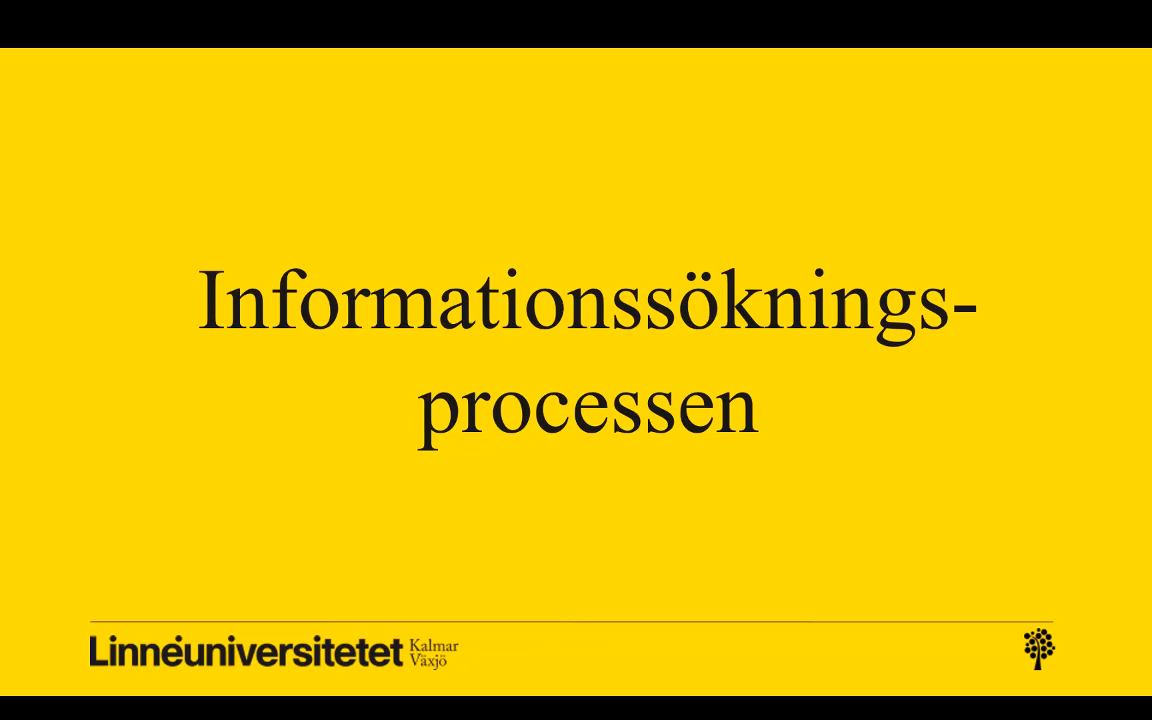 Informationssöknings-
processen
Linnéuniversitetet Kalmar
Växjö